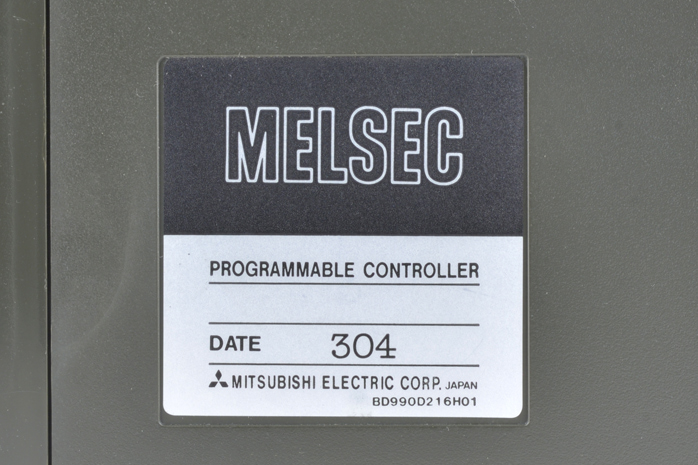 MELSEC
PROGRAMMABLE CONTROLLER
DATE 304
MITSUBISHI ELECTRIC CORP. JAPAN
BD990D216H01